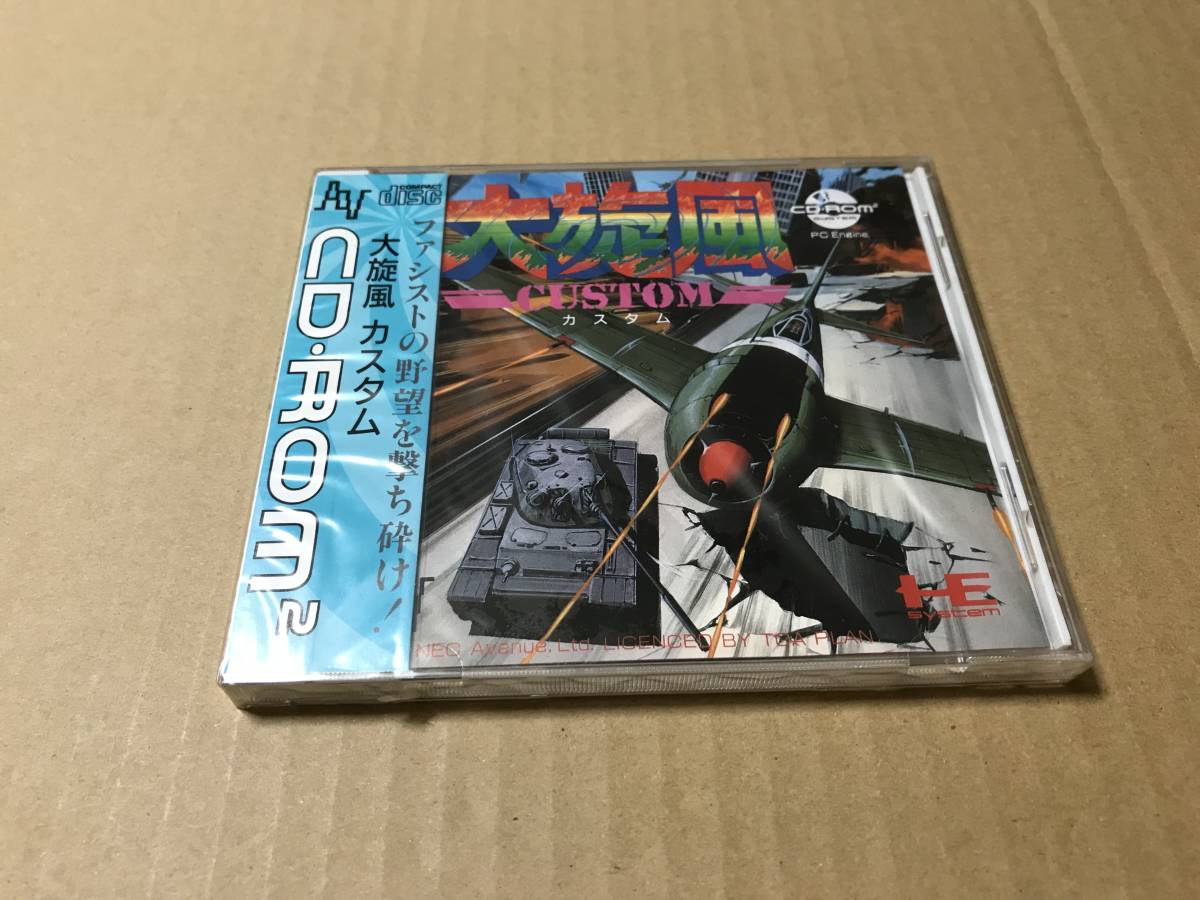 AV
COMPACT
disc
CD・ROM²
大旋風 カスタム
ファシストの野望を撃ち砕け!
大旋風
CUSTOM
カスタム
CD-ROM²
SYSTEM
PC Engine
HE
system
NEC Avenue, Ltd. LICENCED BY TOA PLAN